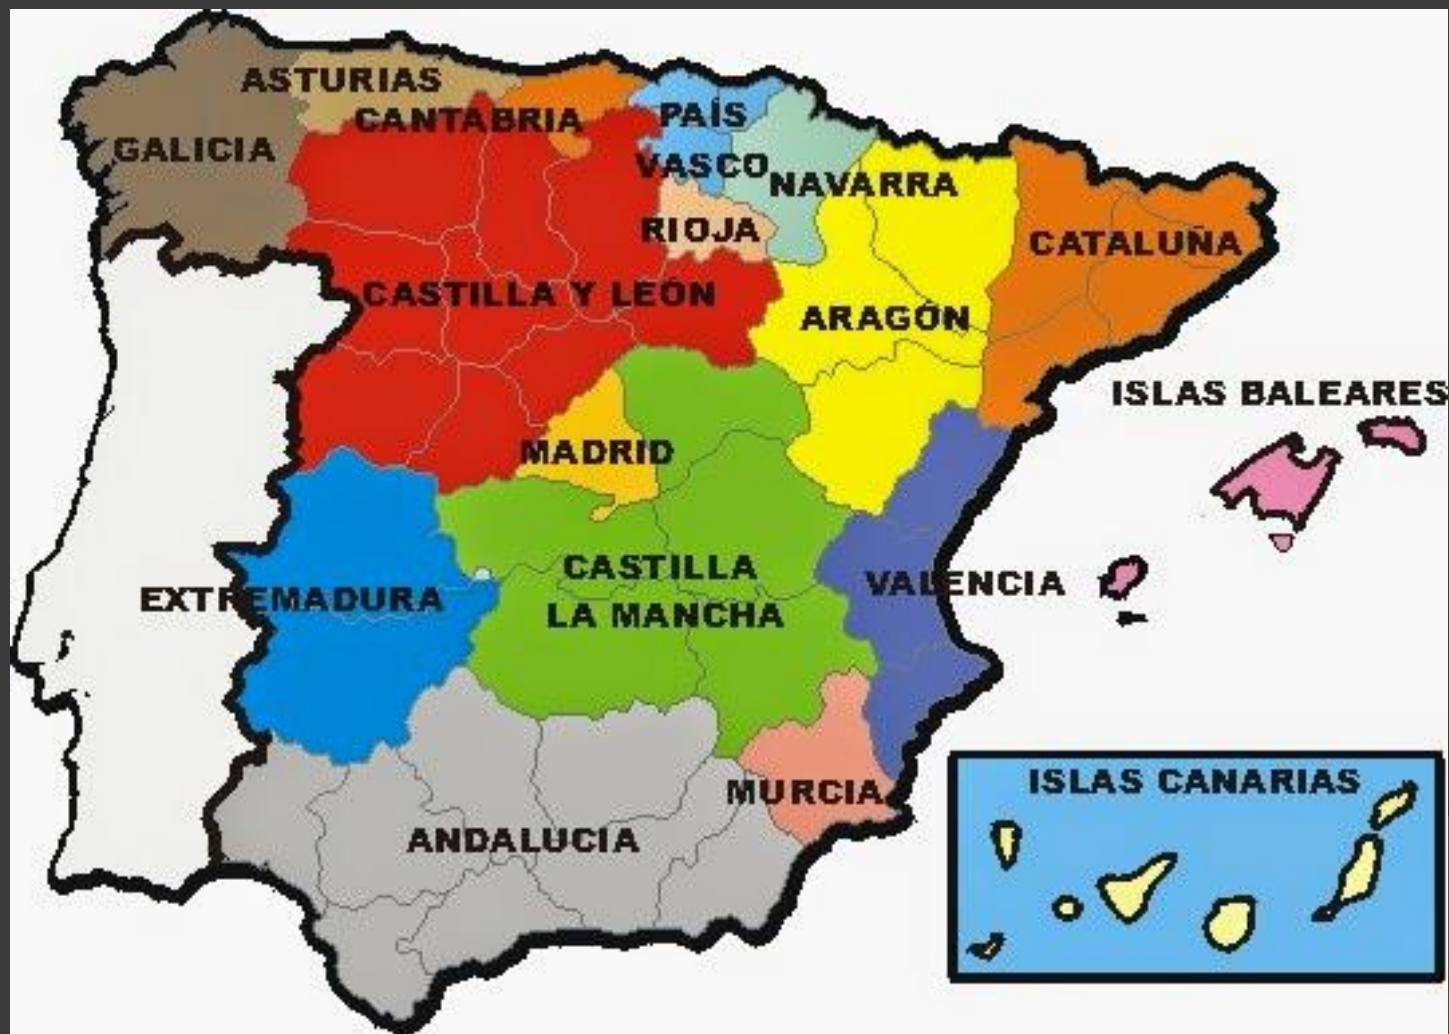 ASTURIAS
CANTABRIA
PAÍS
VASCO
GALICIA
NAVARRA
RIOJA
CATALUÑA
CASTILLA Y LEÓN
ARAGÓN
ISLAS BALEARES
MADRID
CASTILLA
LA MANCHA
VALENCIA
EXTREMADURA
ISLAS CANARIAS
MURCIA
ANDALUCIA